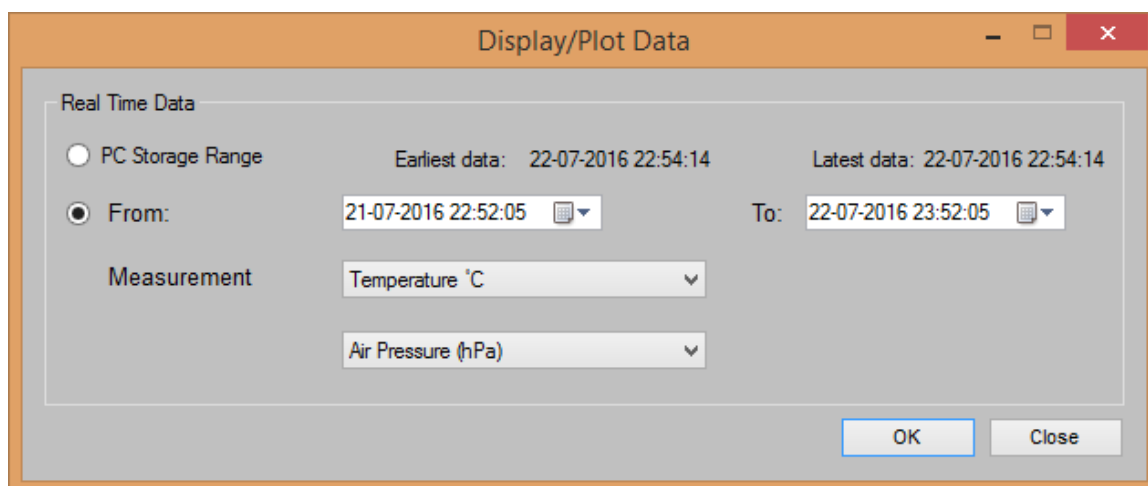 Display/Plot Data
Real Time Data
PC Storage Range Earliest data: 22-07-2016 22:54:14 Latest data: 22-07-2016 22:54:14
From: 21-07-2016 22:52:05 To: 22-07-2016 23:52:05
Measurement Temperature °C
Air Pressure (hPa)
OK Close